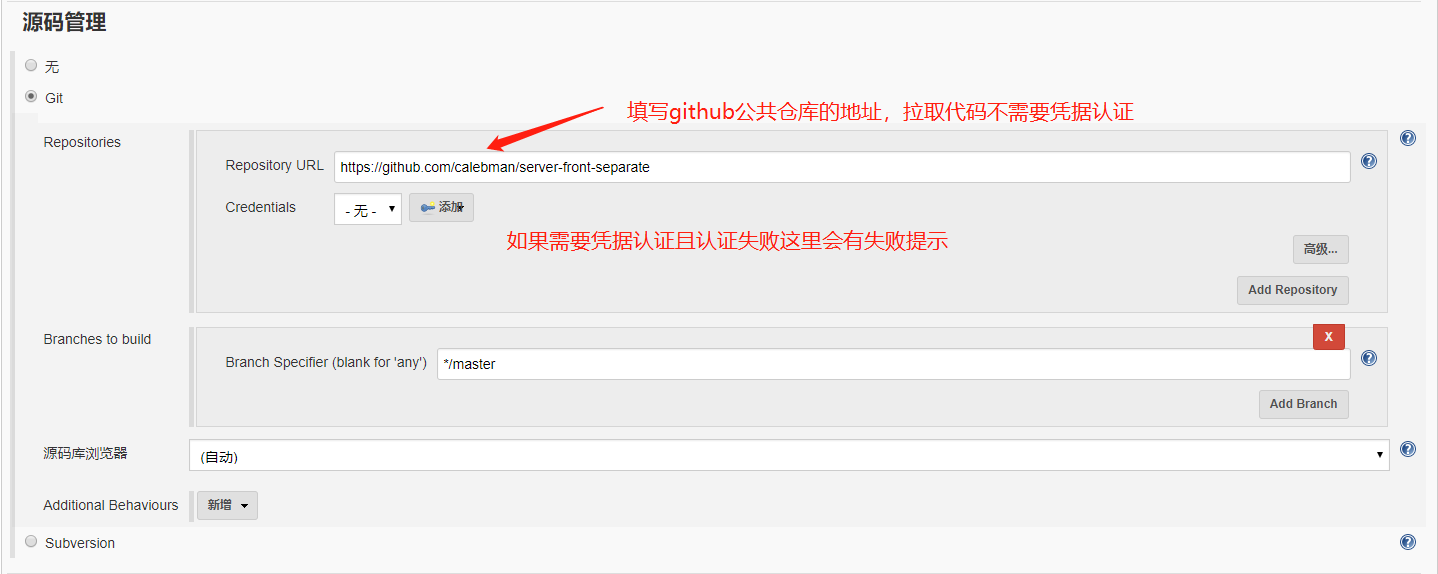 源码管理
无
Git
填写github公共仓库的地址，拉取代码不需要凭据认证
Repositories
Repository URL
https://github.com/calebman/server-front-separate
Credentials
- 无 -
添加
如果需要凭据认证且认证失败这里会有失败提示
高级...
Add Repository
Branches to build
X
Branch Specifier (blank for 'any')
*/master
Add Branch
源码库浏览器
(自动)
Additional Behaviours
新增
Subversion